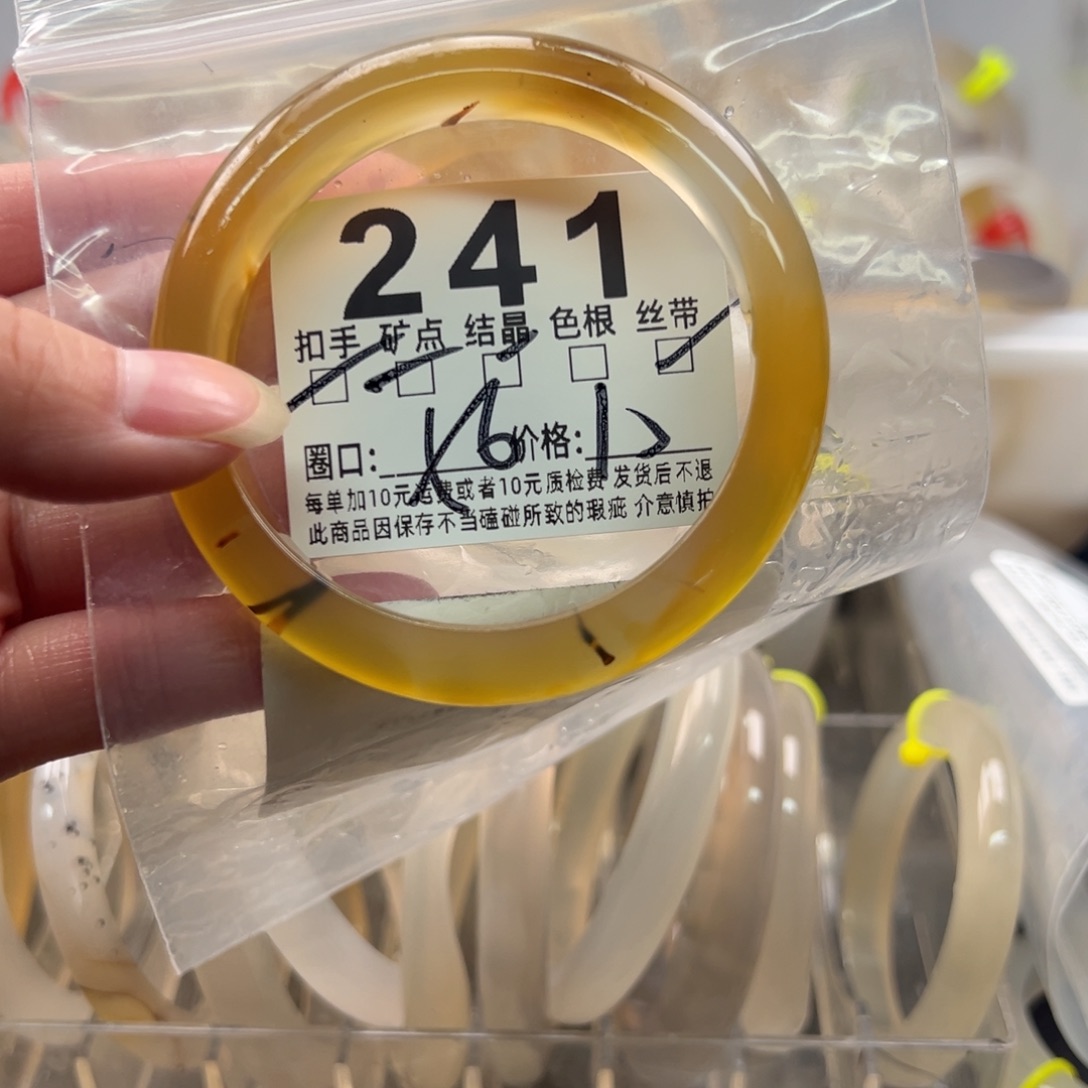 241
扣手 矿点 结晶 色根 丝带
圈口: 价格:
每单加10元运费或者10元质检费 发货后不退
此商品因保存不当磕碰所致的瑕疵 介意慎拍